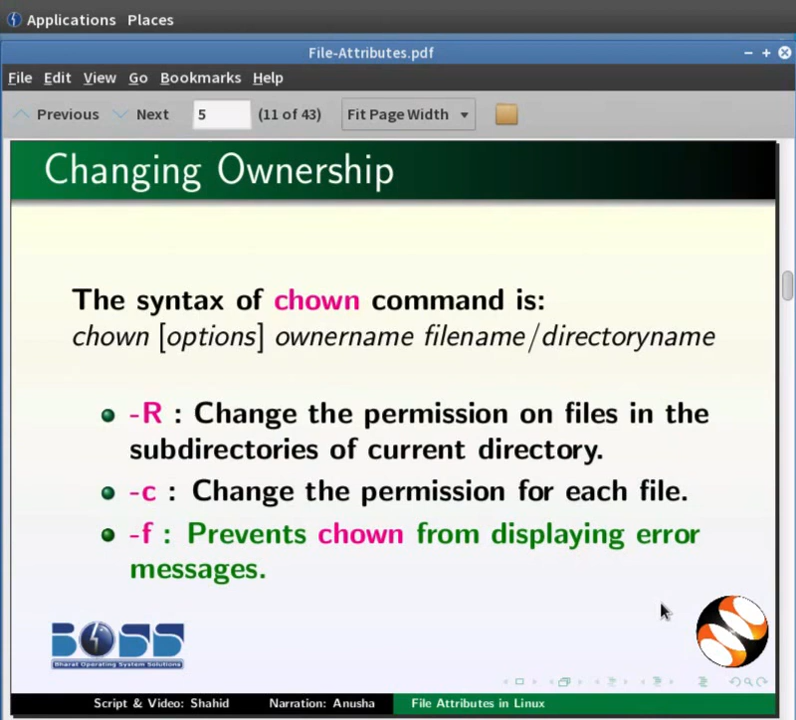 Applications Places
File-Attributes.pdf
File Edit View Go Bookmarks Help
Previous Next 5 (11 of 43) Fit Page Width
Changing Ownership
The syntax of chown command is:
chown [options] ownername filename/directoryname
-R : Change the permission on files in the
subdirectories of current directory.
-c : Change the permission for each file.
-f : Prevents chown from displaying error
messages.
BOSS
Bharat Operating System Solutions
Script & Video: Shahid Narration: Anusha File Attributes in Linux